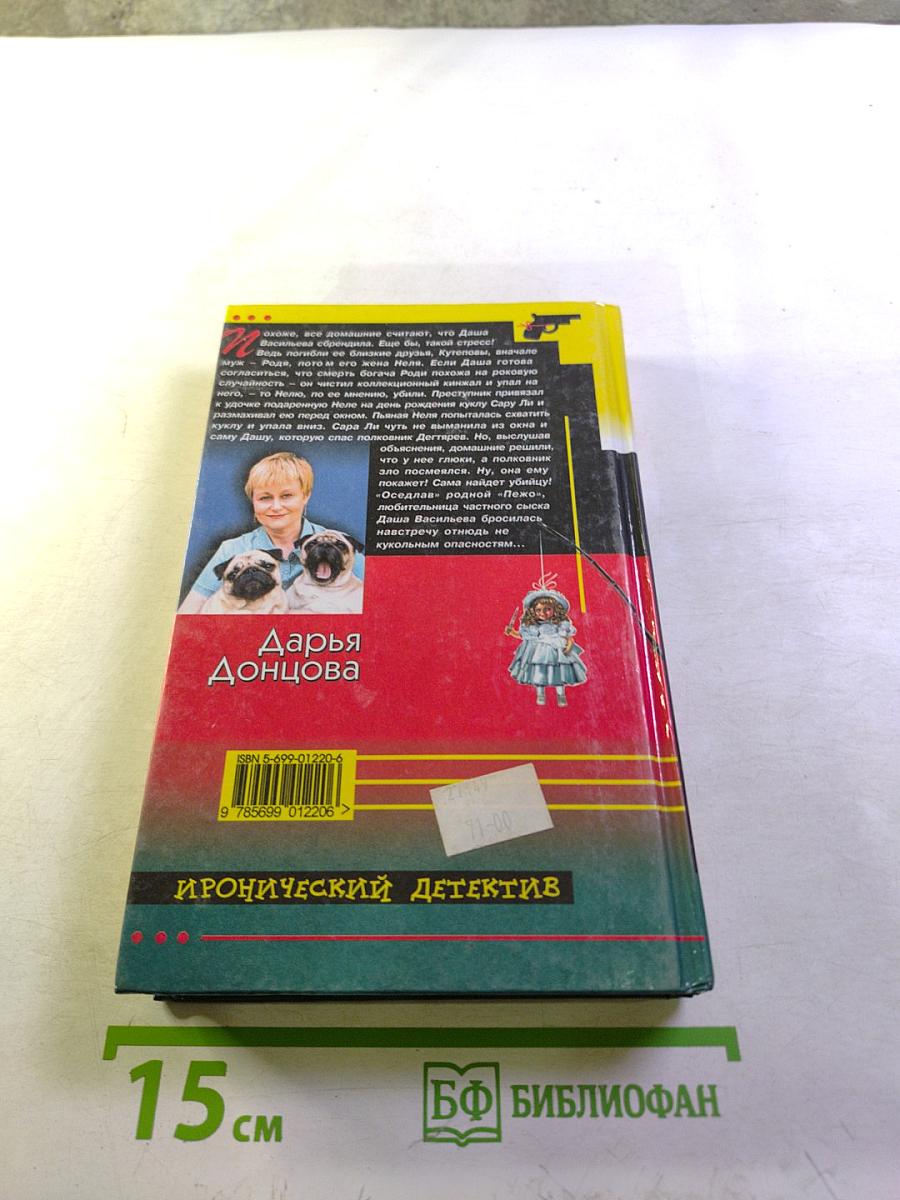 Похоже, все домашние считают, что Даша
Васильева сбрендила. Еще бы, такой стресс!
Ведь погибли ее близкие друзья, Кутеповы, вначале
муж – Родя, потом его жена Неля. Если Даша готова
согласиться, что смерть богача Роди похожа на роковую
случайность – он чистил коллекционный кинжал и упал на
него, – то Нелю, по ее мнению, убили. Преступник привязал
к удочке подаренную Неле на день рождения куклу Сару Ли и
размахивал ею перед окном. Пьяная Неля попыталась схватить
куклу и упала вниз. Сара Ли чуть не выманила из окна и
саму Дашу, которую спас полковник Дегтярев. Но, выслушав
объяснения, домашние решили,
что у нее глюки, а полковник
зло посмеялся. Ну, она ему
покажет! Сама найдет убийцу!
«Оседлав» родной «Пежо»,
любительница частного сыска
Даша Васильева бросилась
навстречу отнюдь не
кукольным опасностям...
Дарья
Донцова
ISBN 5-699-01220-6
9 785699 012206 >
91-00
ИРОНИЧЕСКИЙ ДЕТЕКТИВ
15 см
БФ БИБЛИОФАН